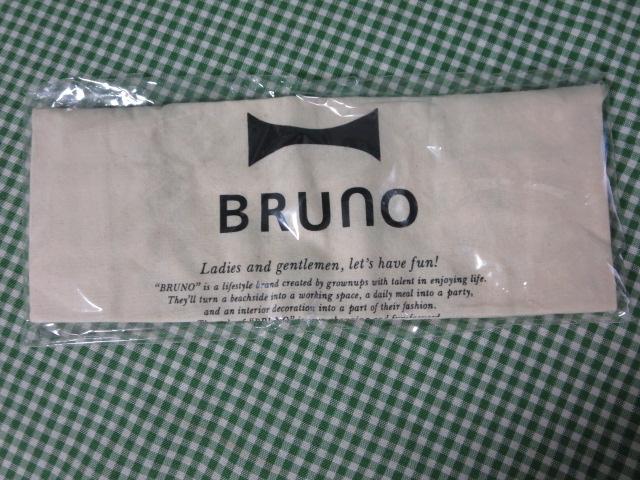 BRUNO
Ladies and gentlemen, let's have fun!
"BRUNO" is a lifestyle brand created by grownups with talent in enjoying life.
They'll turn a beachside into a working space, a daily meal into a party,
and an interior decoration into a part of their fashion.
"BRUNO"